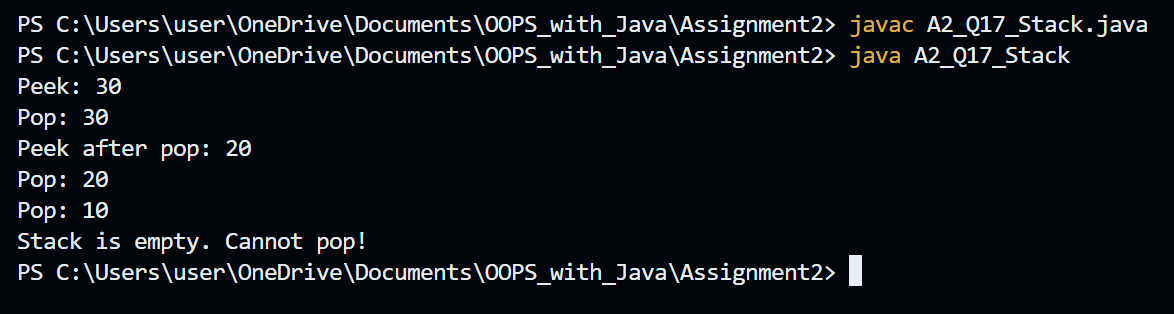 PS C:\Users\user\OneDrive\Documents\OOPS_with_Java\Assignment2> javac A2_Q17_Stack.java
PS C:\Users\user\OneDrive\Documents\OOPS_with_Java\Assignment2> java A2_Q17_Stack
Peek: 30
Pop: 30
Peek after pop: 20
Pop: 20
Pop: 10
Stack is empty. Cannot pop!
PS C:\Users\user\OneDrive\Documents\OOPS_with_Java\Assignment2>